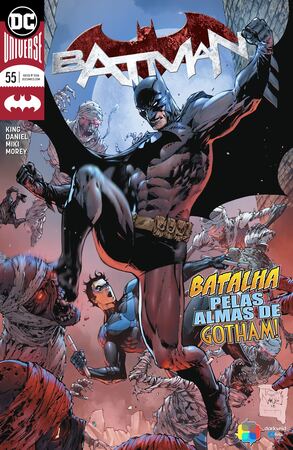 DC
UNIVERSE
BATMAN
55
KING
DANIEL
MIKI
MOREY
BATALHA
PELAS
ALMAS DE
GOTHAM!